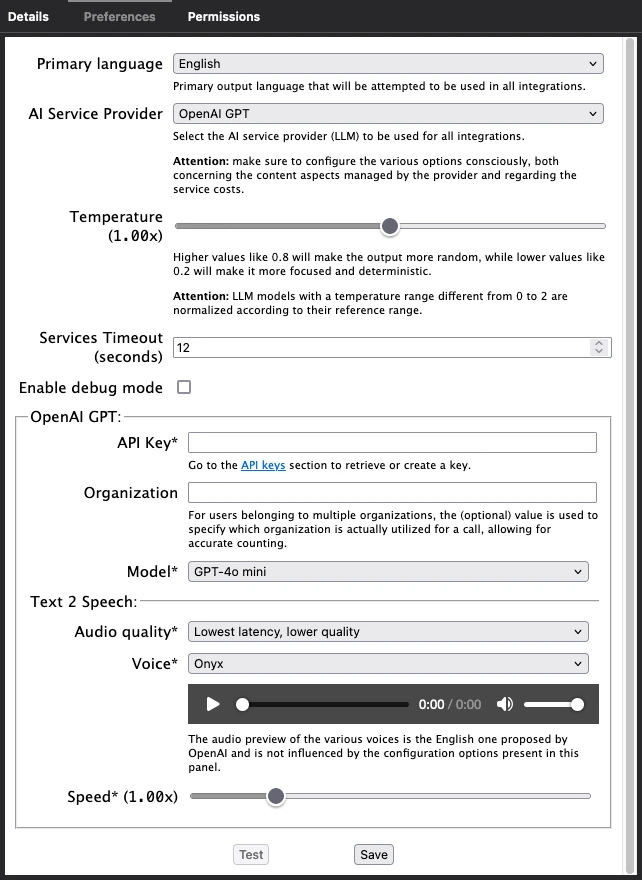 Details Preferences Permissions
Primary language English
Primary output language that will be attempted to be used in all integrations.
AI Service Provider OpenAI GPT
Select the AI service provider (LLM) to be used for all integrations.
Attention: make sure to configure the various options consciously, both
concerning the content aspects managed by the provider and regarding the
service costs.
Temperature
(1.00x)
Higher values like 0.8 will make the output more random, while lower values like
0.2 will make it more focused and deterministic.
Attention: LLM models with a temperature range different from 0 to 2 are
normalized according to their reference range.
Services Timeout
(seconds) 12
Enable debug mode
OpenAI GPT:
API Key*
Go to the API keys section to retrieve or create a key.
Organization
For users belonging to multiple organizations, the (optional) value is used to
specify which organization is actually utilized for a call, allowing for
accurate counting.
Model* GPT-4o mini
Text 2 Speech:
Audio quality* Lowest latency, lower quality
Voice* Onyx
0:00 / 0:00
The audio preview of the various voices is the English one proposed by
OpenAI and is not influenced by the configuration options present in this
panel.
Speed* (1.00x)
Test Save